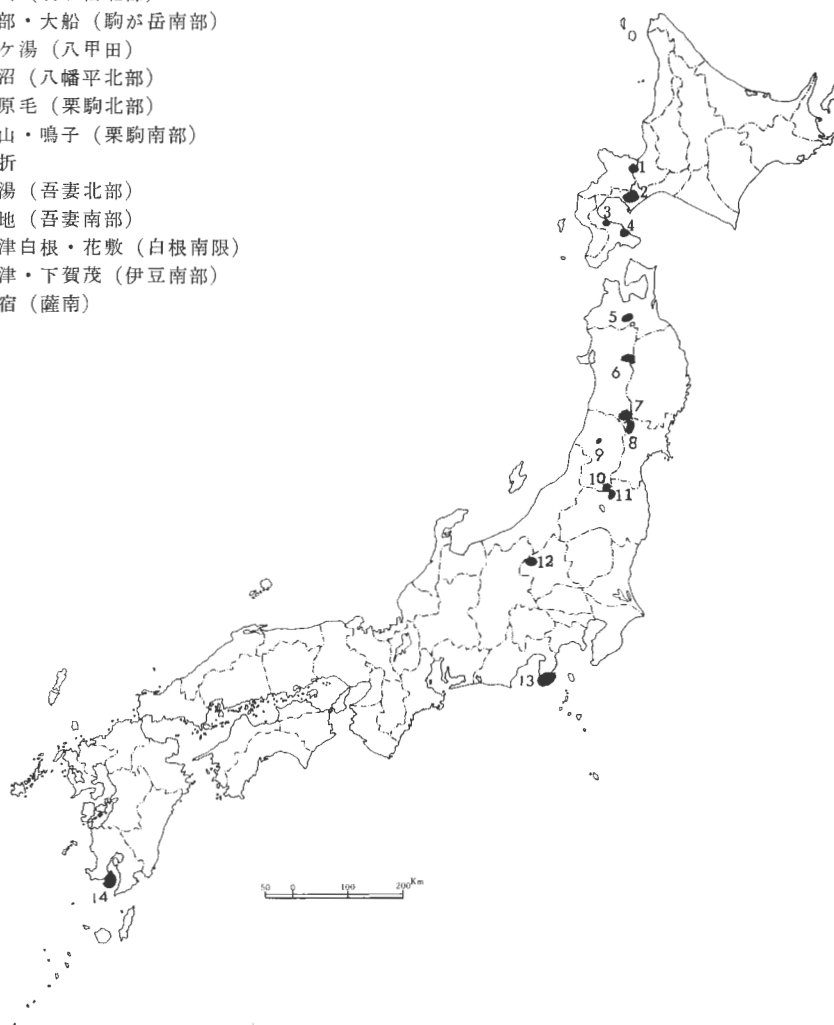 部・大船（駒が岳南部）
ケ湯（八甲田）
沼（八幡平北部）
原毛（栗駒北部）
山・鳴子（栗駒南部）
折
湯（吾妻北部）
地（吾妻南部）
津白根・花敷（白根南限）
津・下賀茂（伊豆南部）
宿（薩南）
1
2
3
4
5
6
7
8
9
10
11
12
13
14
50 0 100 200Km